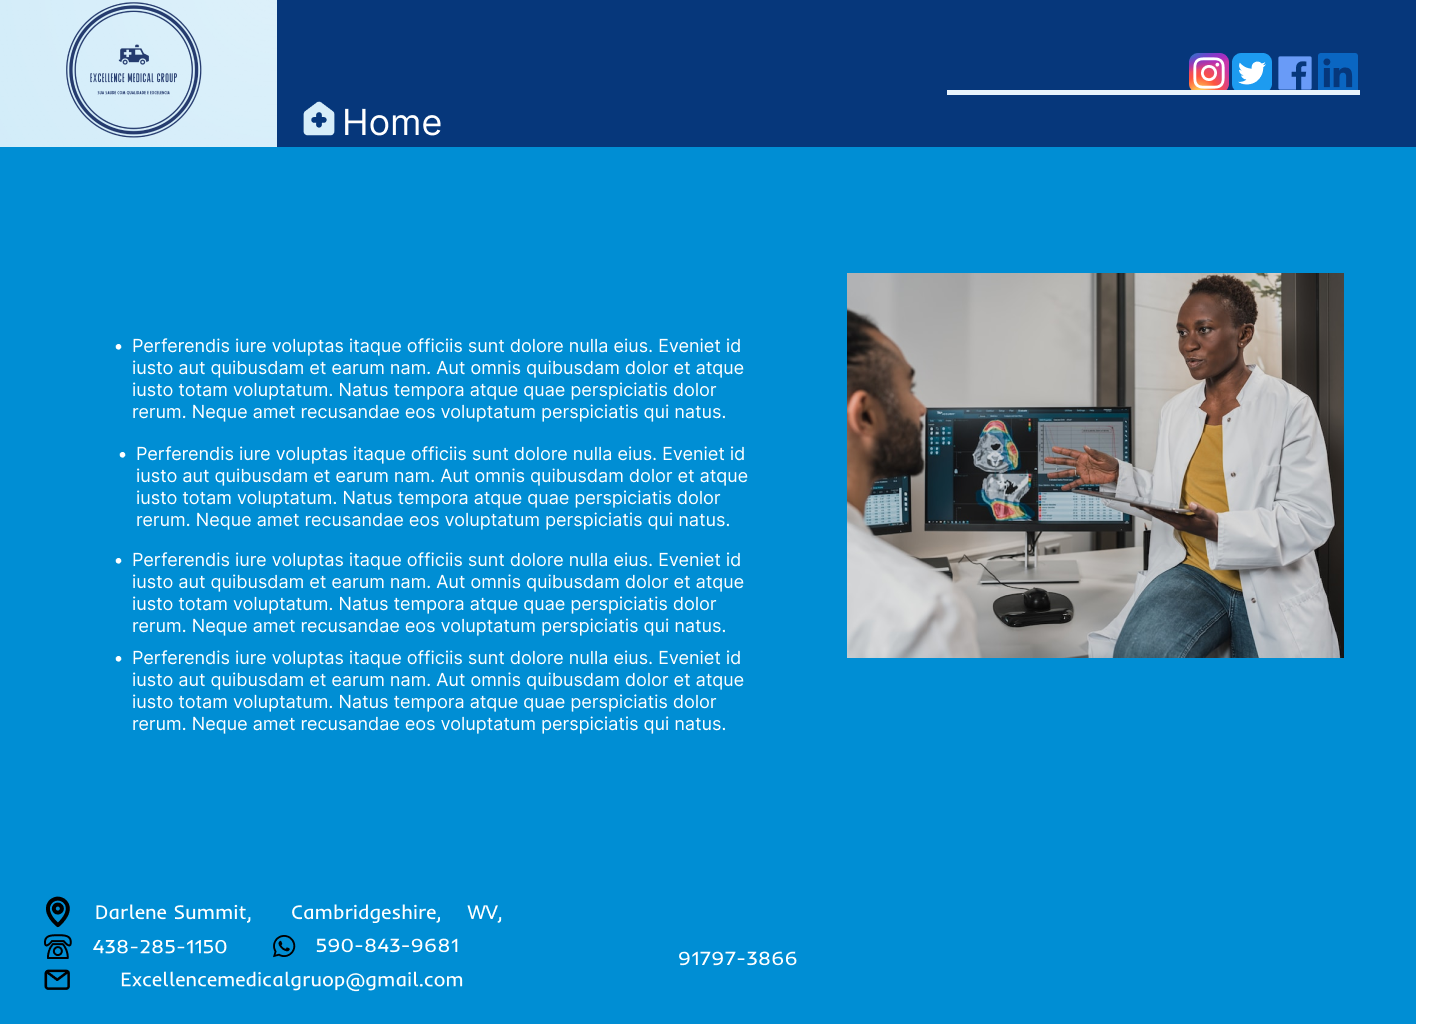 EXCELLENCE MEDICAL GROUP
SUA SAÚDE COM QUALIDADE E EXCELENCIA
Home
• Perferendis iure voluptas itaque officiis sunt dolore nulla eius. Eveniet id
iusto aut quibusdam et earum nam. Aut omnis quibusdam dolor et atque
iusto totam voluptatum. Natus tempora atque quae perspiciatis dolor
rerum. Neque amet recusandae eos voluptatum perspiciatis qui natus.
• Perferendis iure voluptas itaque officiis sunt dolore nulla eius. Eveniet id
iusto aut quibusdam et earum nam. Aut omnis quibusdam dolor et atque
iusto totam voluptatum. Natus tempora atque quae perspiciatis dolor
rerum. Neque amet recusandae eos voluptatum perspiciatis qui natus.
• Perferendis iure voluptas itaque officiis sunt dolore nulla eius. Eveniet id
iusto aut quibusdam et earum nam. Aut omnis quibusdam dolor et atque
iusto totam voluptatum. Natus tempora atque quae perspiciatis dolor
rerum. Neque amet recusandae eos voluptatum perspiciatis qui natus.
• Perferendis iure voluptas itaque officiis sunt dolore nulla eius. Eveniet id
iusto aut quibusdam et earum nam. Aut omnis quibusdam dolor et atque
iusto totam voluptatum. Natus tempora atque quae perspiciatis dolor
rerum. Neque amet recusandae eos voluptatum perspiciatis qui natus.
Darlene Summit, Cambridgeshire, WV,
438-285-1150 590-843-9681
91797-3866
Excellencemedicalgruop@gmail.com